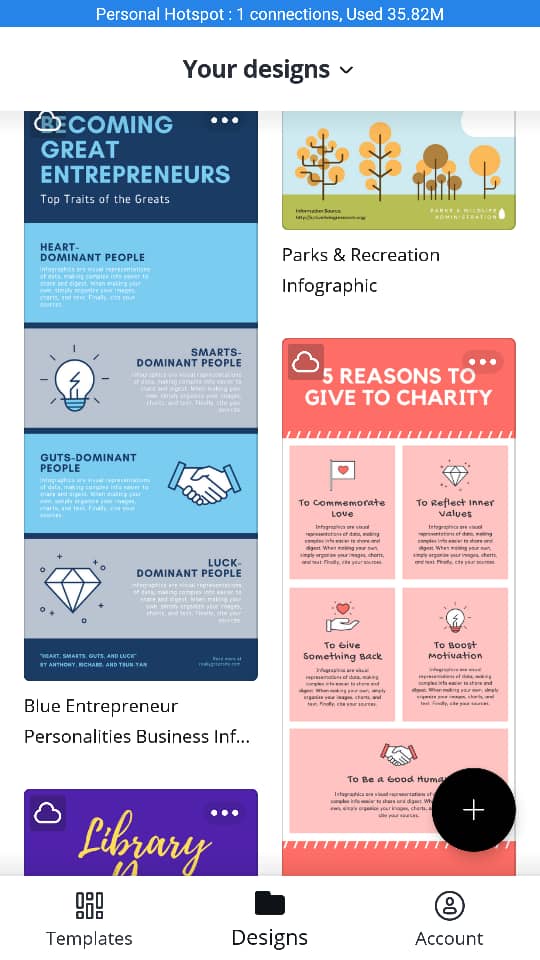 Personal Hotspot : 1 connections, Used 35.82M
Your designs
BECOMING
GREAT
ENTREPRENEURS
Top Traits of the Greats
HEART-
DOMINANT PEOPLE
Infographics are visual representations
of data, making complex info easier to
share and digest. When making your
own, simply organize your images,
charts, and text. Finally, cite your
sources.
SMARTS-
DOMINANT PEOPLE
Infographics are visual representations
of data, making complex info easier to
share and digest. When making your
own, simply organize your images,
charts, and text. Finally, cite your
sources.
GUTS-DOMINANT
PEOPLE
Infographics are visual representations
of data, making complex info easier to
share and digest. When making your
own, simply organize your images,
charts, and text. Finally, cite your
sources.
LUCK-
DOMINANT PEOPLE
Infographics are visual representations
of data, making complex info easier to
share and digest. When making your
own, simply organize your images,
charts, and text. Finally, cite your
sources.
"HEART, SMARTS, GUTS, AND LUCK"
BY ANTHONY, RICHARD, AND TSUN-YAN
Read more at
Blue Entrepreneur
Personalities Business Inf...
Library
Information Source:
PARKS & WILDLIFE
ADMINISTRATION
Parks & Recreation
Infographic
5 REASONS TO
GIVE TO CHARITY
To Commemorate
Love
Infographics are visual
representations of data, making
complex info easier to share and
digest. When making your own,
simply organize your images, charts,
and text. Finally, cite your sources.
To Reflect Inner
Values
Infographics are visual
representations of data, making
complex info easier to share and
digest. When making your own,
simply organize your images, charts,
and text. Finally, cite your sources.
To Give
Something Back
Infographics are visual
representations of data, making
complex info easier to share and
digest. When making your own, simply
organize your images, charts, and
text. Finally, cite your sources.
To Boost
Motivation
Infographics are visual
representations of data, making
complex info easier to share and
digest. When making your own, simply
organize your images, charts, and
text. Finally, cite your sources.
To Be a Good Human
Infographics are visual representations of
complex info easier to share and digest. Wh
own, simply organize your images, charts, and
cite your sources.
Templates
Designs
Account